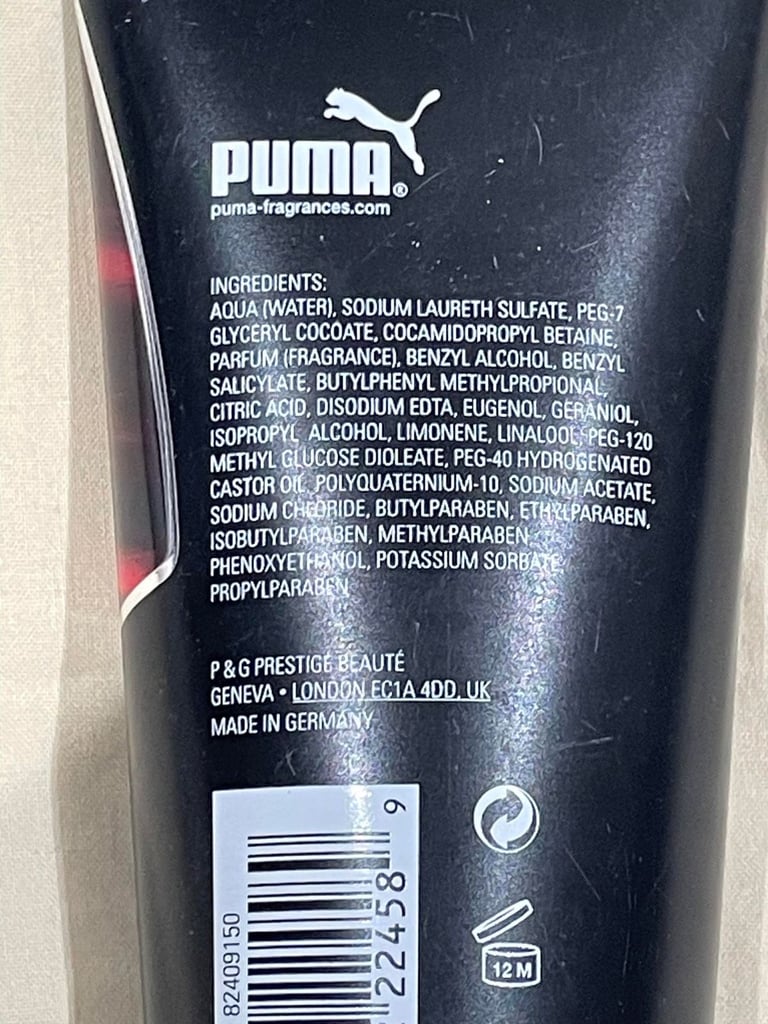 PUMA®
puma-fragrances.com
INGREDIENTS:
AQUA (WATER), SODIUM LAURETH SULFATE, PEG-7
GLYCERYL COCOATE, COCAMIDOPROPYL BETAINE,
PARFUM (FRAGRANCE), BENZYL ALCOHOL, BENZYL
SALICYLATE, BUTYLPHENYL METHYLPROPIONAL,
CITRIC ACID, DISODIUM EDTA, EUGENOL, GERANIOL,
ISOPROPYL ALCOHOL, LIMONENE, LINALOOL, PEG-120
METHYL GLUCOSE DIOLEATE, PEG-40 HYDROGENATED
CASTOR OIL, POLYQUATERNIUM-10, SODIUM ACETATE,
SODIUM CHLORIDE, BUTYLPARABEN, ETHYLPARABEN,
ISOBUTYLPARABEN, METHYLPARABEN,
PHENOXYETHANOL, POTASSIUM SORBATE,
PROPYLPARABEN
P & G PRESTIGE BEAUTÉ
GENEVA • LONDON EC1A 4DD, UK
MADE IN GERMANY
82409150
22458 9
12 M